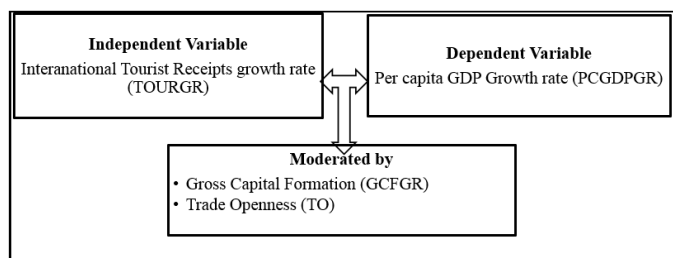 Independent Variable
Interanational Tourist Receipts growth rate
(TOURGR)
Dependent Variable
Per capita GDP Growth rate (PCGDPGR)
Moderated by
• Gross Capital Formation (GCFGR)
• Trade Openness (TO)